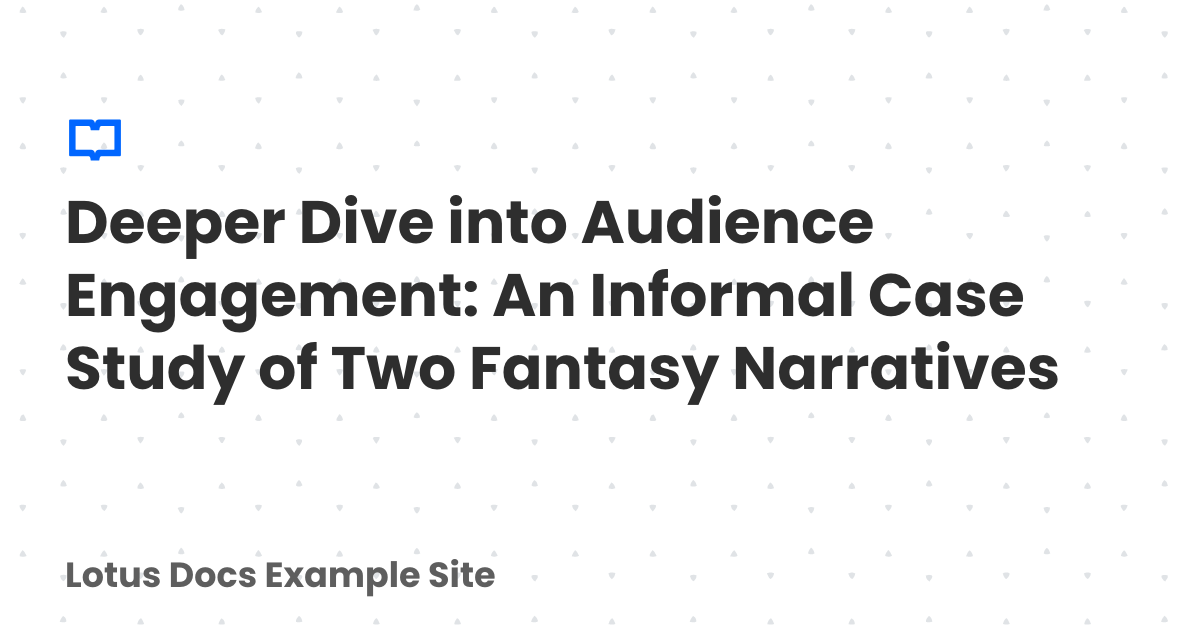 Deeper Dive into Audience
Engagement: An Informal Case
Study of Two Fantasy Narratives
Lotus Docs Example Site